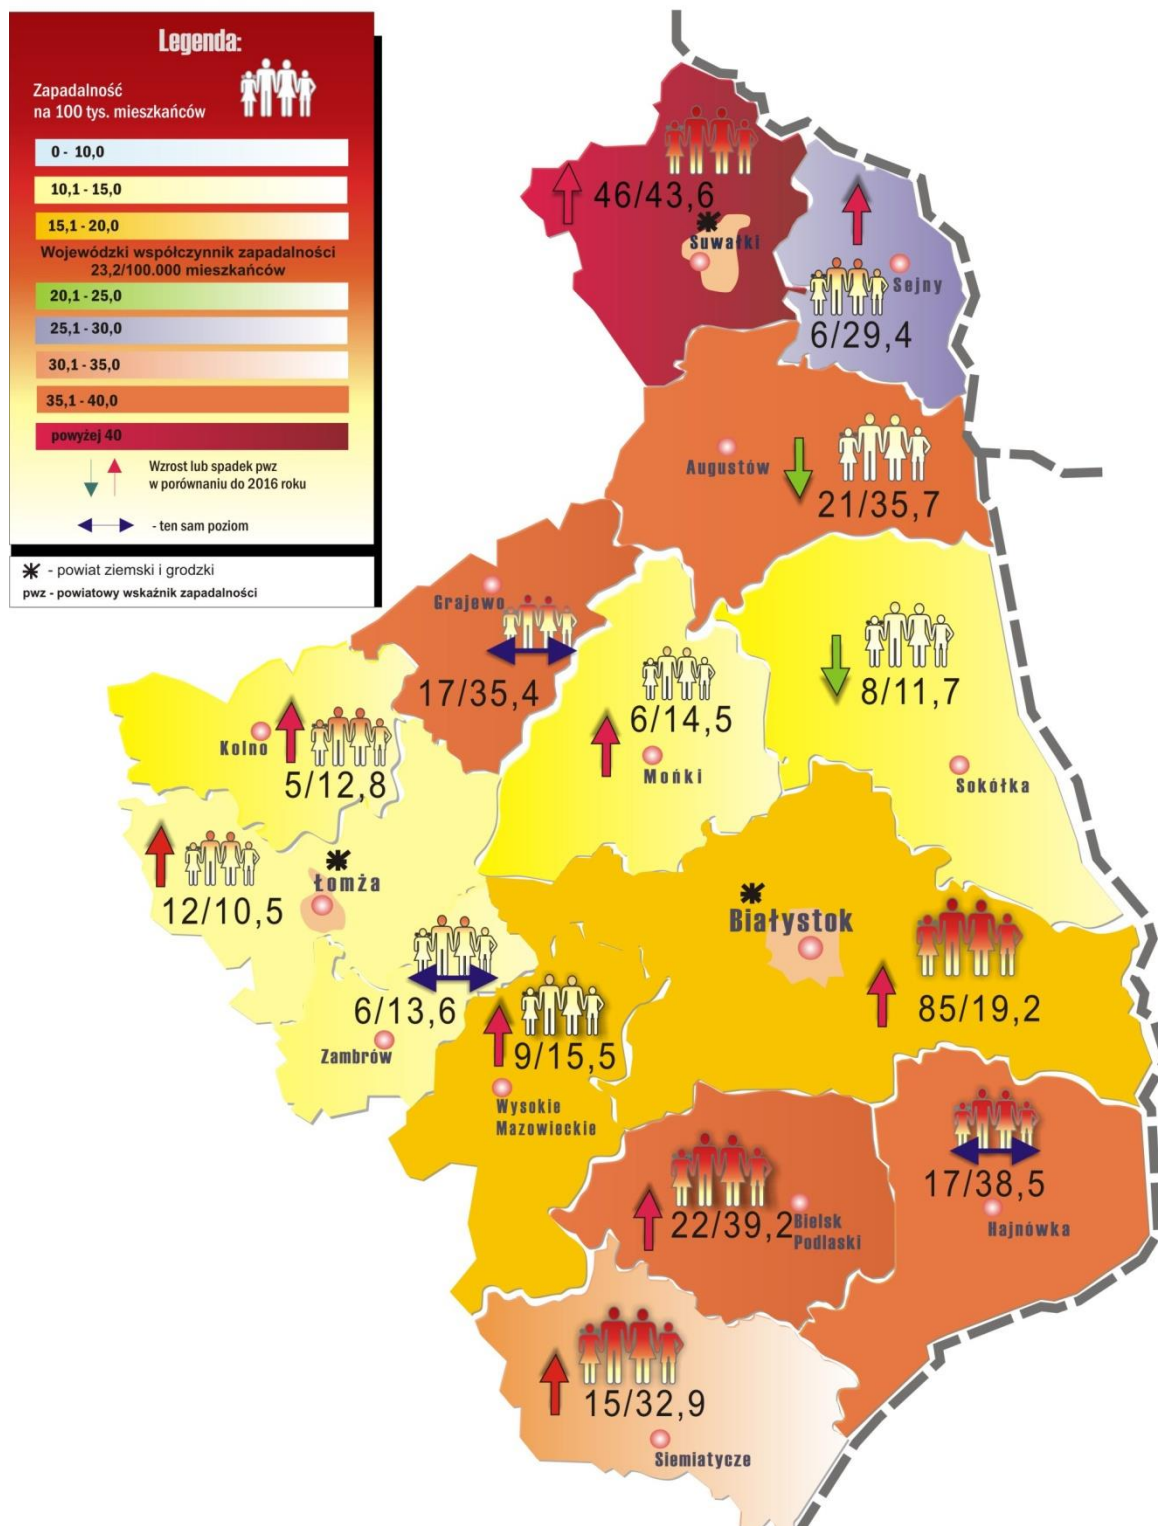 Legenda:
Zapadalność
na 100 tys. mieszkańców
0 - 10,0
10,1 - 15,0
15,1 - 20,0
Wojewódzki współczynnik zapadalności
23,2/100.000 mieszkańców
20,1 - 25,0
25,1 - 30,0
30,1 - 35,0
35,1 - 40,0
powyżej 40
Wzrost lub spadek pwz
w porównaniu do 2016 roku
- ten sam poziom
- powiat ziemski i grodzki
pwz - powiatowy wskaźnik zapadalności
46/43,6
Suwałki
Sejny
6/29,4
Augustów
21/35,7
Grajewo
17/35,4
8/11,7
Sokółka
6/14,5
Mońki
Kolno
5/12,8
12/10,5
Łomża
6/13,6
Zambrów
9/15,5
Wysokie
Mazowieckie
Białystok
85/19,2
22/39,2
Bielsk
Podlaski
17/38,5
Hajnówka
15/32,9
Siemiatycze